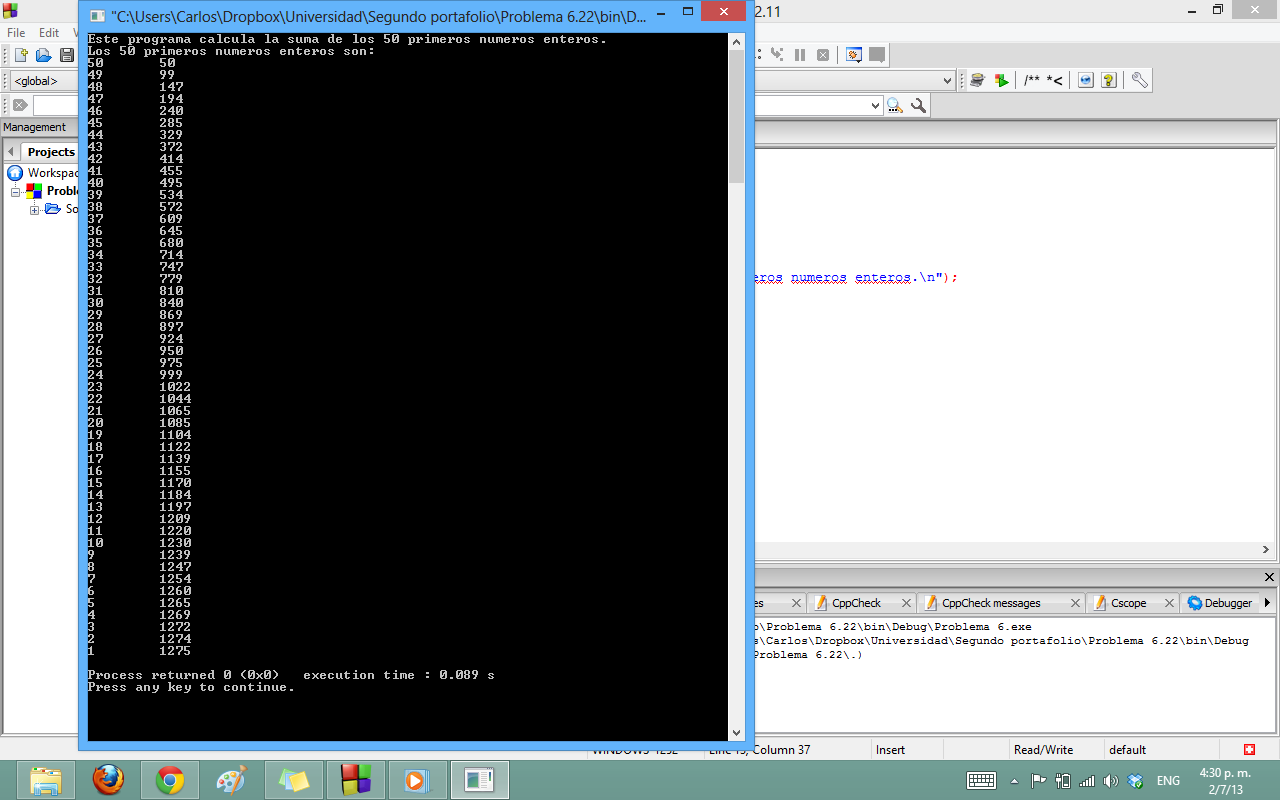 "C:\Users\Carlos\Dropbox\Universidad\Segundo portafolio\Problema 6.22\bin\D...
2.11
File Edit
<global>
/** *<
Management
Projects
Workspa
Proble
So
Este programa calcula la suma de los 50 primeros numeros enteros.
Los 50 primeros numeros enteros son:
50 50
49 99
48 147
47 194
46 240
45 285
44 329
43 372
42 414
41 455
40 495
39 534
38 572
37 609
36 645
35 680
34 714
33 747
32 779
31 810
30 840
29 869
28 897
27 924
26 950
25 975
24 999
23 1022
22 1044
21 1065
20 1085
19 1104
18 1122
17 1139
16 1155
15 1170
14 1184
13 1197
12 1209
11 1220
10 1230
9 1239
8 1247
7 1254
6 1260
5 1265
4 1269
3 1272
2 1274
1 1275
Process returned 0 (0x0) execution time : 0.089 s
Press any key to continue.
eros numeros enteros.\n");
es CppCheck CppCheck messages Cscope Debugger
o\Problema 6.22\bin\Debug\Problema 6.exe
s\Carlos\Dropbox\Universidad\Segundo portafolio\Problema 6.22\bin\Debug
Problema 6.22\.)
Column 37 Insert Read/Write default
ENG
4:30 p. m.
2/7/13